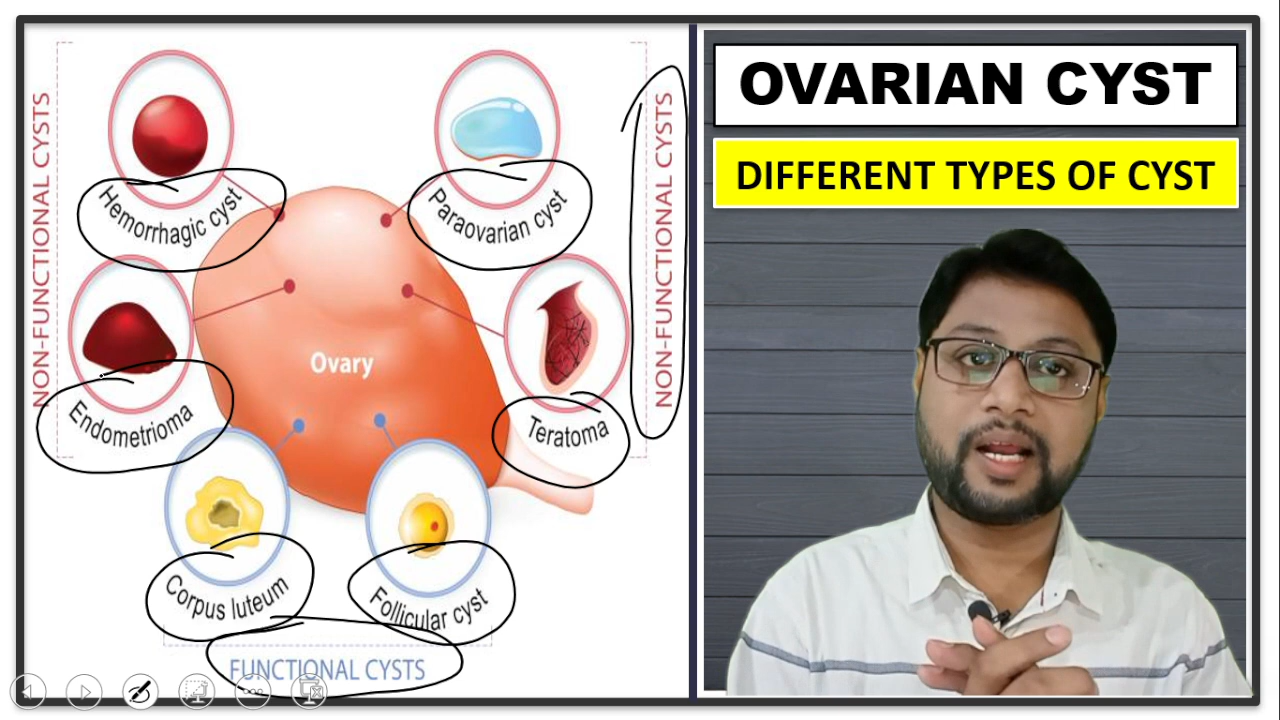 NON-FUNCTIONAL CYSTS
Hemorrhagic cyst
Paraovarian cyst
NON-FUNCTIONAL CYSTS
Ovary
Endometrioma
Teratoma
Corpus luteum
Follicular cyst
FUNCTIONAL CYSTS
OVARIAN CYST
DIFFERENT TYPES OF CYST